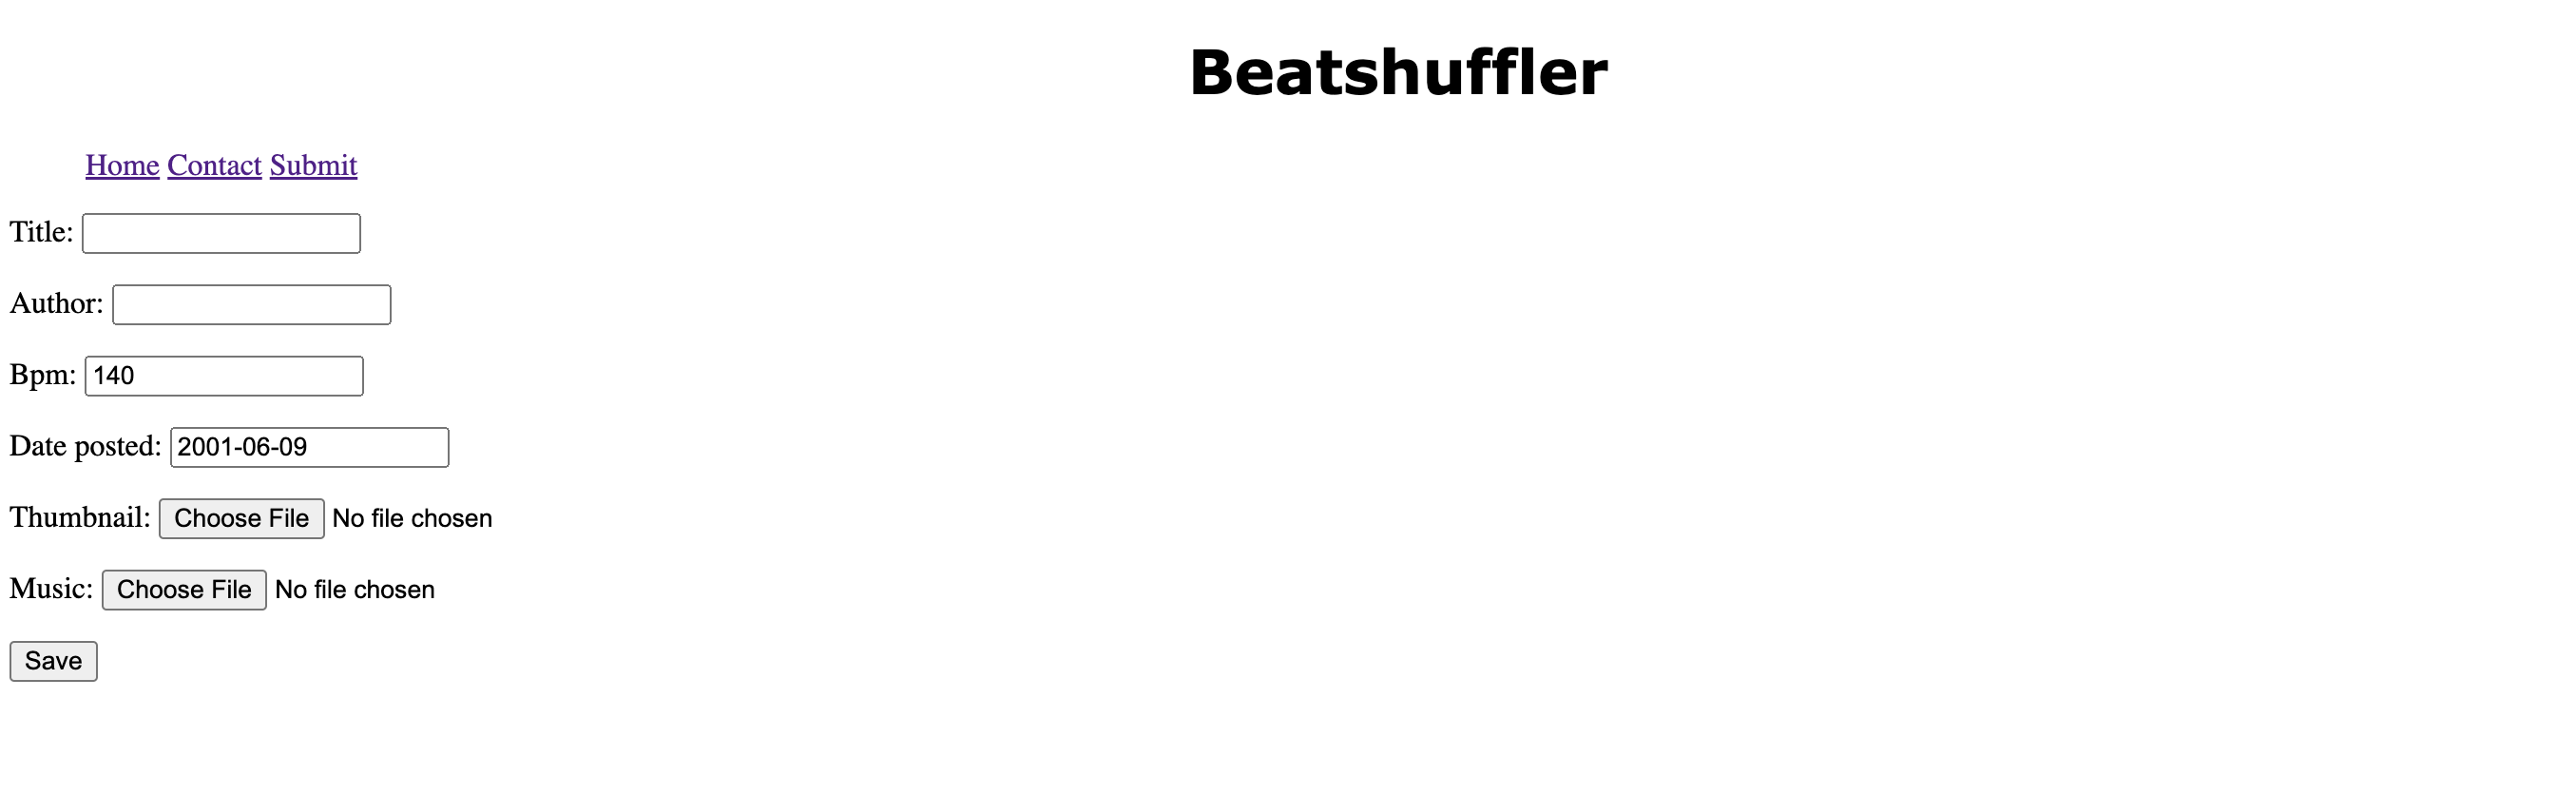 Beatshuffler
Home Contact Submit
Title:
Author:
Bpm: 140
Date posted: 2001-06-09
Thumbnail: Choose File No file chosen
Music: Choose File No file chosen
Save